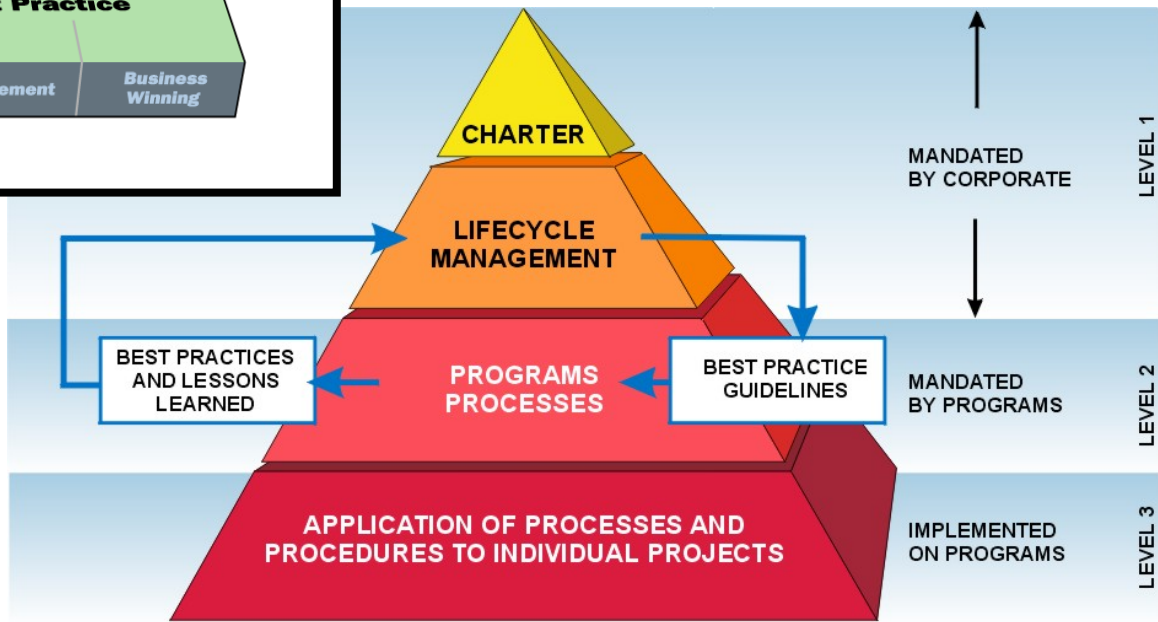 Practice
Business
Winning
CHARTER
MANDATED
BY CORPORATE
LEVEL 1
LIFECYCLE
MANAGEMENT
BEST PRACTICES
AND LESSONS
LEARNED
PROGRAMS
PROCESSES
BEST PRACTICE
GUIDELINES
MANDATED
BY PROGRAMS
LEVEL 2
APPLICATION OF PROCESSES AND
PROCEDURES TO INDIVIDUAL PROJECTS
IMPLEMENTED
ON PROGRAMS
LEVEL 3